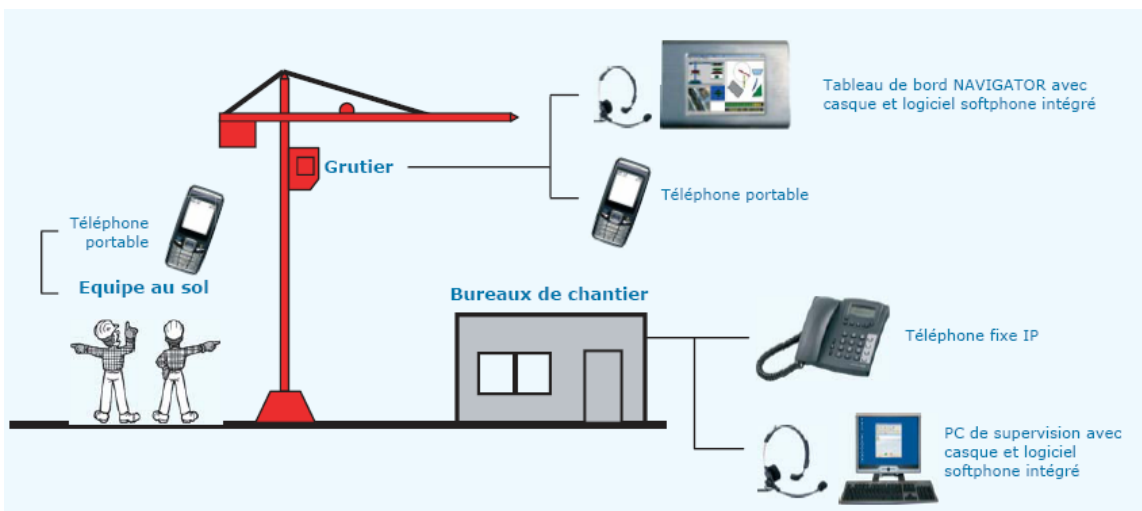 Tableau de bord NAVIGATOR avec
casque et logiciel softphone intégré
Grutier
Téléphone portable
Téléphone
portable
Equipe au sol
Bureaux de chantier
Téléphone fixe IP
PC de supervision avec
casque et logiciel
softphone intégré